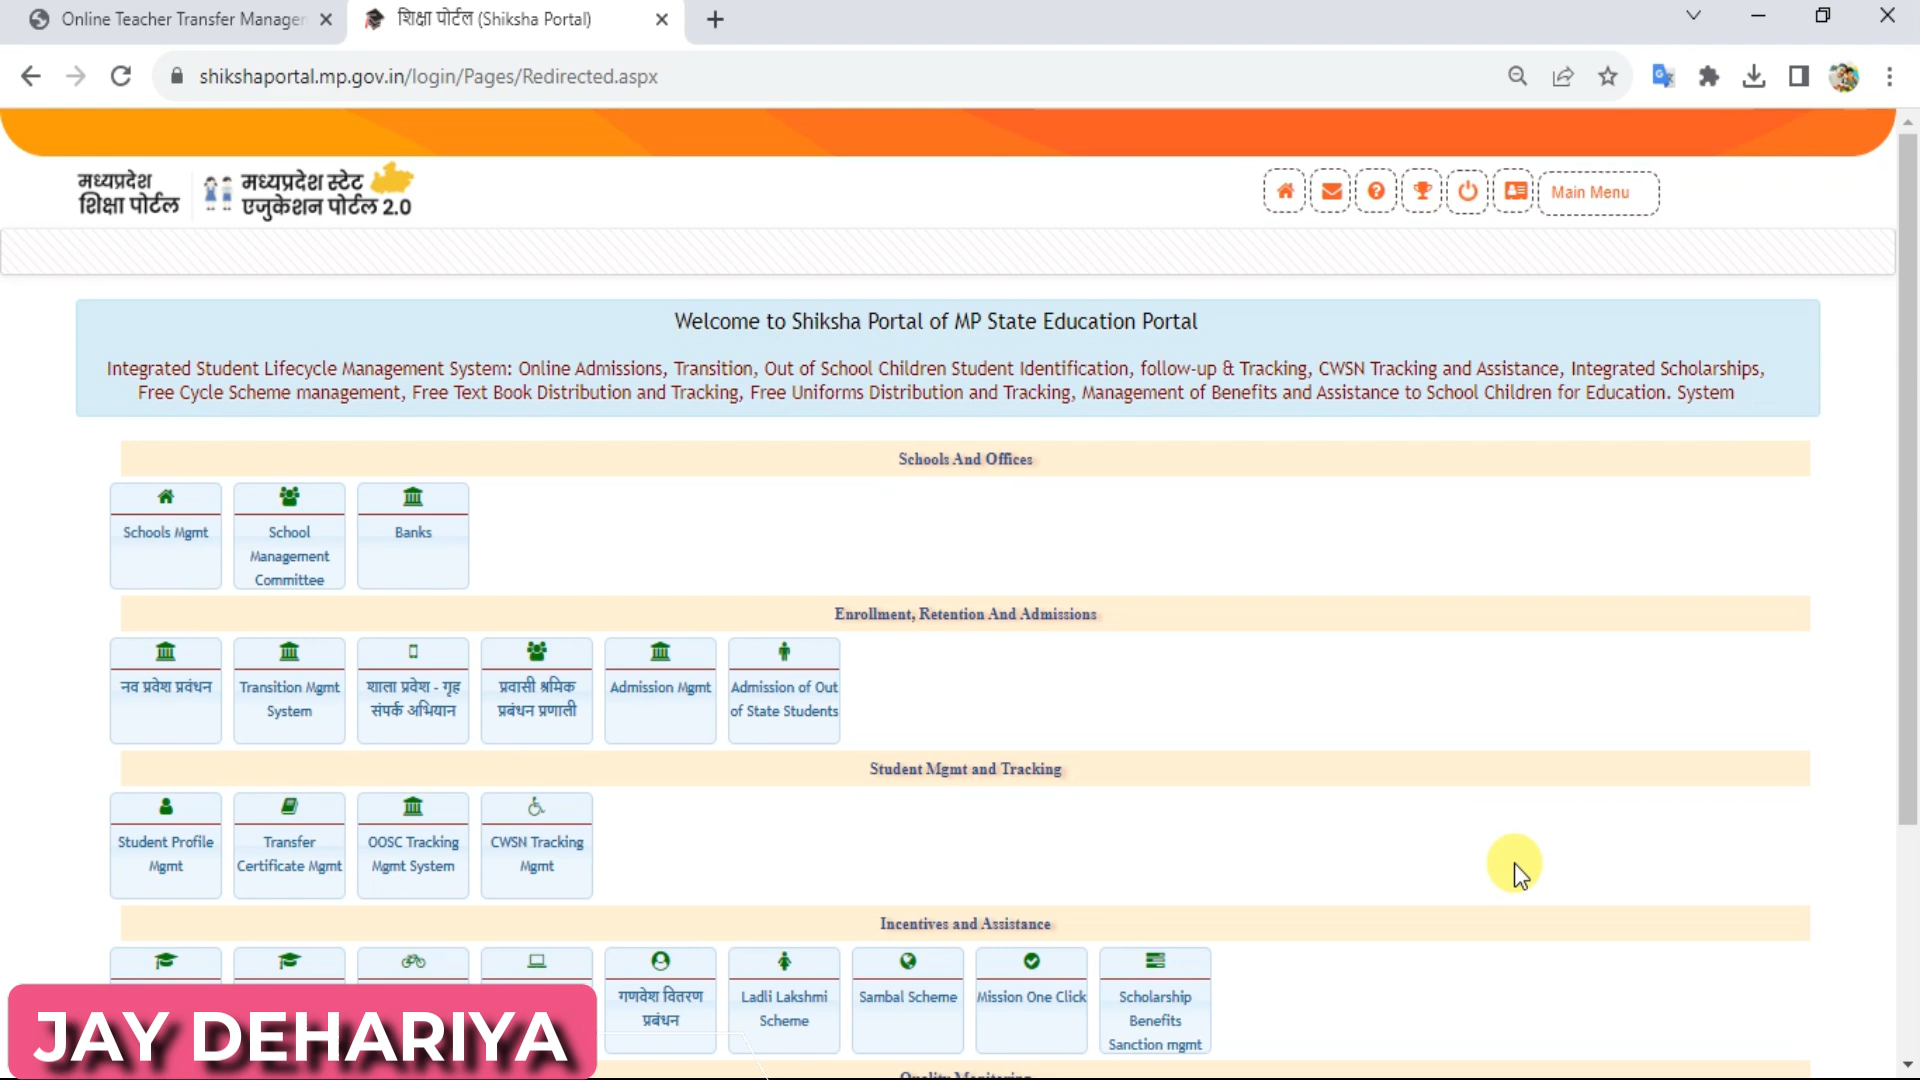 Online Teacher Transfer Manager
शिक्षा पोर्टल (Shiksha Portal)
shikshaportal.mp.gov.in/login/Pages/Redirected.aspx
मध्यप्रदेश
शिक्षा पोर्टल
मध्यप्रदेश स्टेट
एजुकेशन पोर्टल 2.0
Main Menu
Welcome to Shiksha Portal of MP State Education Portal
Integrated Student Lifecycle Management System: Online Admissions, Transition, Out of School Children Student Identification, follow-up & Tracking, CWSN Tracking and Assistance, Integrated Scholarships,
Free Cycle Scheme management, Free Text Book Distribution and Tracking, Free Uniforms Distribution and Tracking, Management of Benefits and Assistance to School Children for Education. System
Schools And Offices
Schools Mgmt
School
Management
Committee
Banks
Enrollment, Retention And Admissions
नव प्रवेश प्रवंधन
Transition Mgmt
System
शाला प्रवेश - गृह
संपर्क अभियान
प्रवासी श्रमिक
प्रबंधन प्रणाली
Admission Mgmt
Admission of Out
of State Students
Student Mgmt and Tracking
Student Profile
Mgmt
Transfer
Certificate Mgmt
OOSC Tracking
Mgmt System
CWSN Tracking
Mgmt
Incentives and Assistance
गणवेश वितरण
प्रबंधन
Ladli Lakshmi
Scheme
Sambal Scheme
Mission One Click
Scholarship
Benefits
Sanction mgmt
JAY DEHARIYA
Quality Monitoring